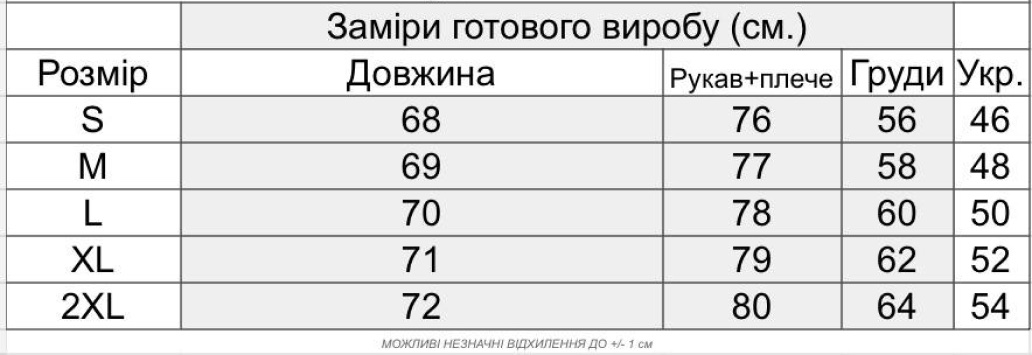 Заміри готового виробу (см.)
Розмір Довжина Рукав+плече Груди Укр.
S 68 76 56 46
M 69 77 58 48
L 70 78 60 50
XL 71 79 62 52
2XL 72 80 64 54
МОЖЛИВІ НЕЗНАЧНІ ВІДХИЛЕННЯ ДО +/- 1 см